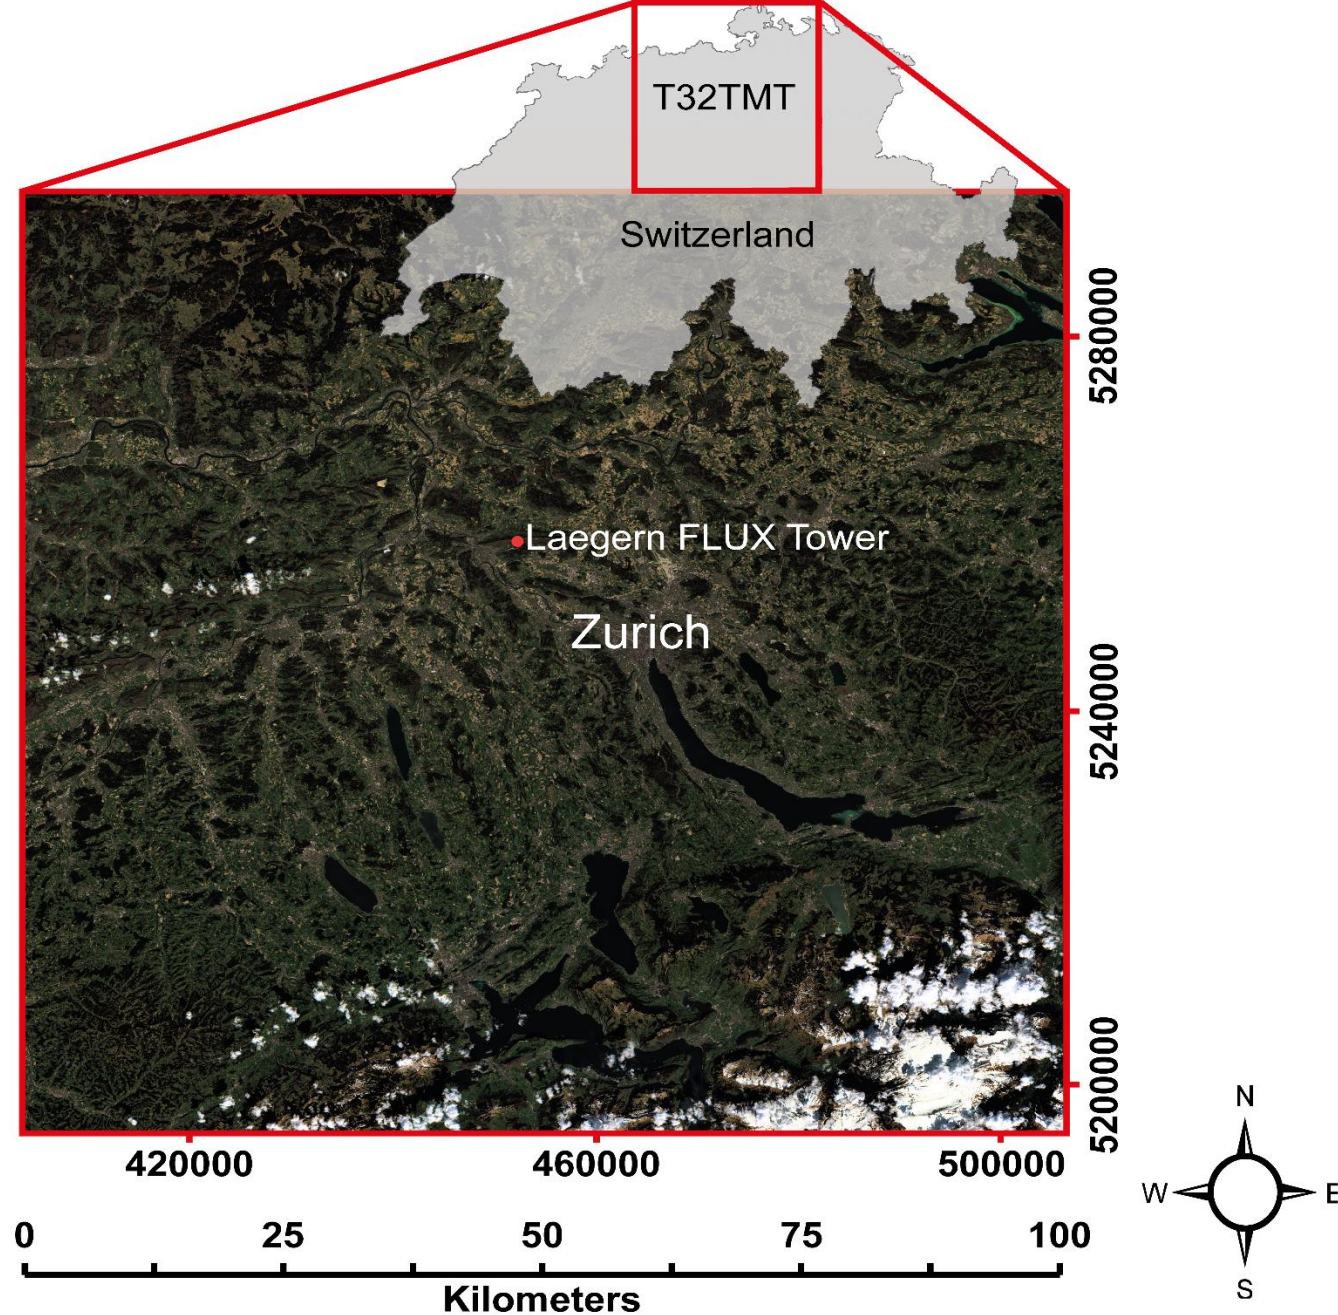 T32TMT
Switzerland
5280000
Laegern FLUX Tower
Zurich
5240000
5200000
420000 460000 500000
N
W E
S
0 25 50 75 100
Kilometers